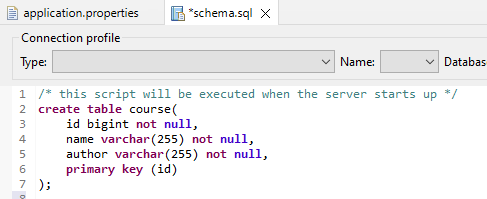 application.properties *schema.sql
Connection profile
Type: Name: Database
1 /* this script will be executed when the server starts up */
2 create table course(
3 id bigint not null,
4 name varchar(255) not null,
5 author varchar(255) not null,
6 primary key (id)
7 );
8